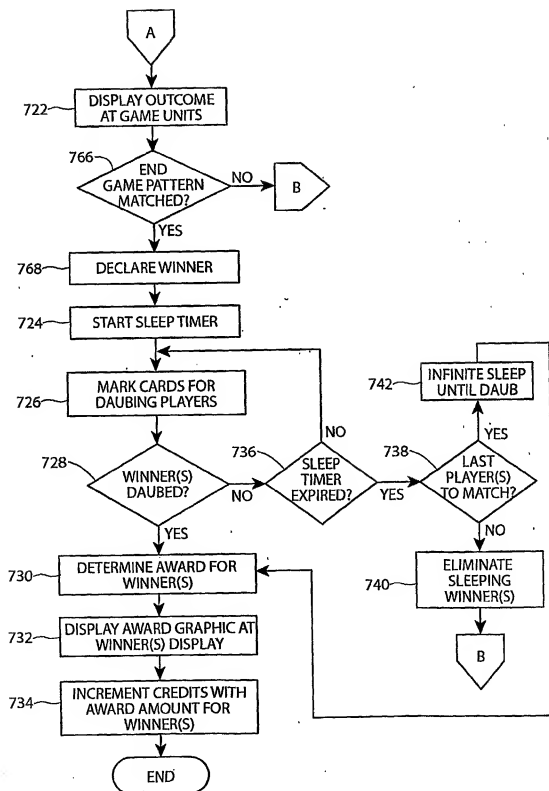 A
722
DISPLAY OUTCOME
AT GAME UNITS
766
END
GAME PATTERN
MATCHED?
NO
B
YES
768
DECLARE WINNER
724
START SLEEP TIMER
726
MARK CARDS FOR
DAUBING PLAYERS
728
WINNER(S)
DAUBED?
NO
YES
736
SLEEP
TIMER
EXPIRED?
NO
YES
738
LAST
PLAYER(S)
TO MATCH?
YES
NO
742
INFINITE SLEEP
UNTIL DAUB
740
ELIMINATE
SLEEPING
WINNER(S)
B
730
DETERMINE AWARD FOR
WINNER(S)
732
DISPLAY AWARD GRAPHIC AT
WINNER(S) DISPLAY
734
INCREMENT CREDITS WITH
AWARD AMOUNT FOR
WINNER(S)
END